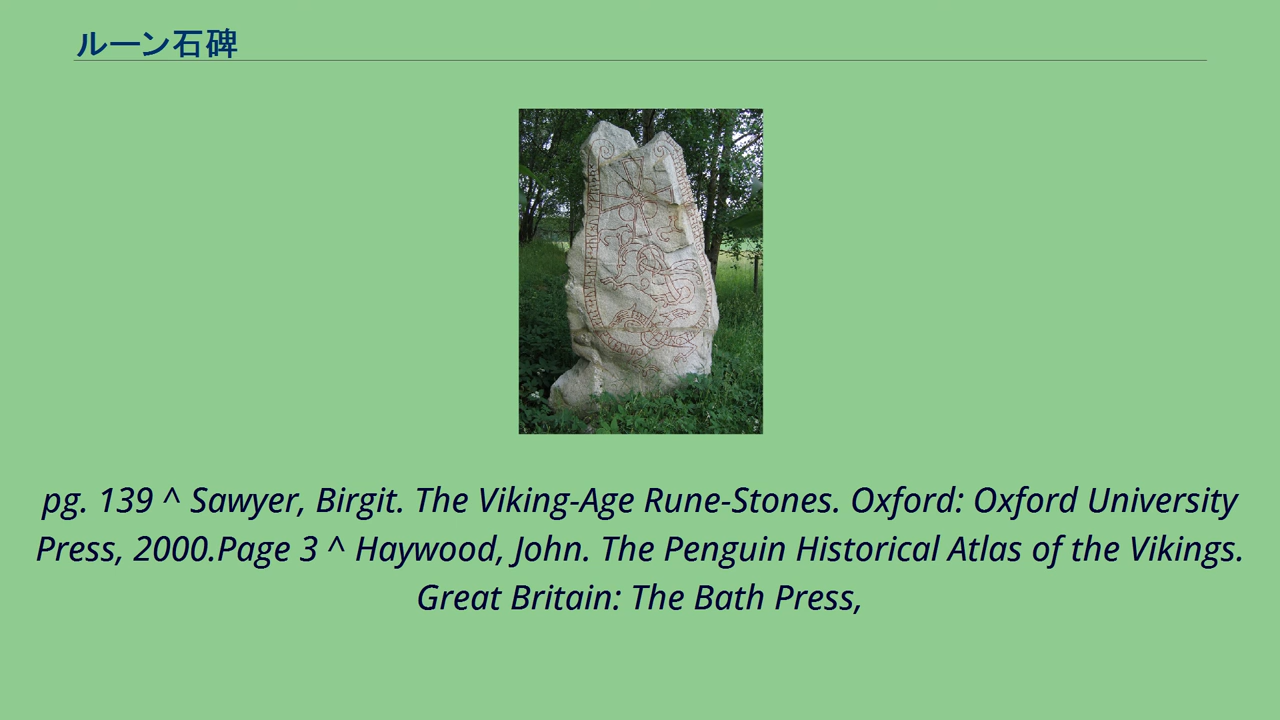 ルーン石碑
pg. 139 ^ Sawyer, Birgit. The Viking-Age Rune-Stones. Oxford: Oxford University
Press, 2000.Page 3 ^ Haywood, John. The Penguin Historical Atlas of the Vikings.
Great Britain: The Bath Press,